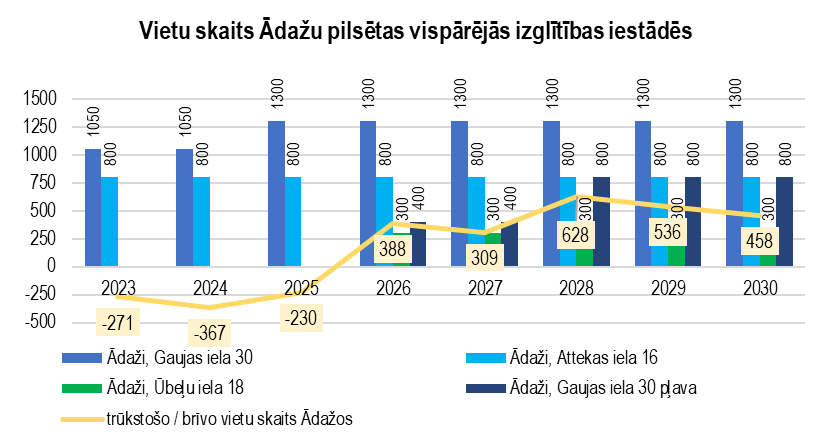 Vietu skaits Ādažu pilsētas vispārējās izglītības iestādēs
1500
1250
1000
750
500
250
0
-250
-500
1050 800
1050 800
1300 800
1300 800 300 400
1300 800 300 400
1300 800 300 800
1300 800 300 800
1300 800 300 800
2023 2024 2025 2026 2027 2028 2029 2030
-271 -367 -230 388 309 628 536 458
Ādaži, Gaujas iela 30
Ādaži, Attekas iela 16
Ādaži, Ūbeļu iela 18
Ādaži, Gaujas iela 30 pļava
trūkstošo / brīvo vietu skaits Ādažos